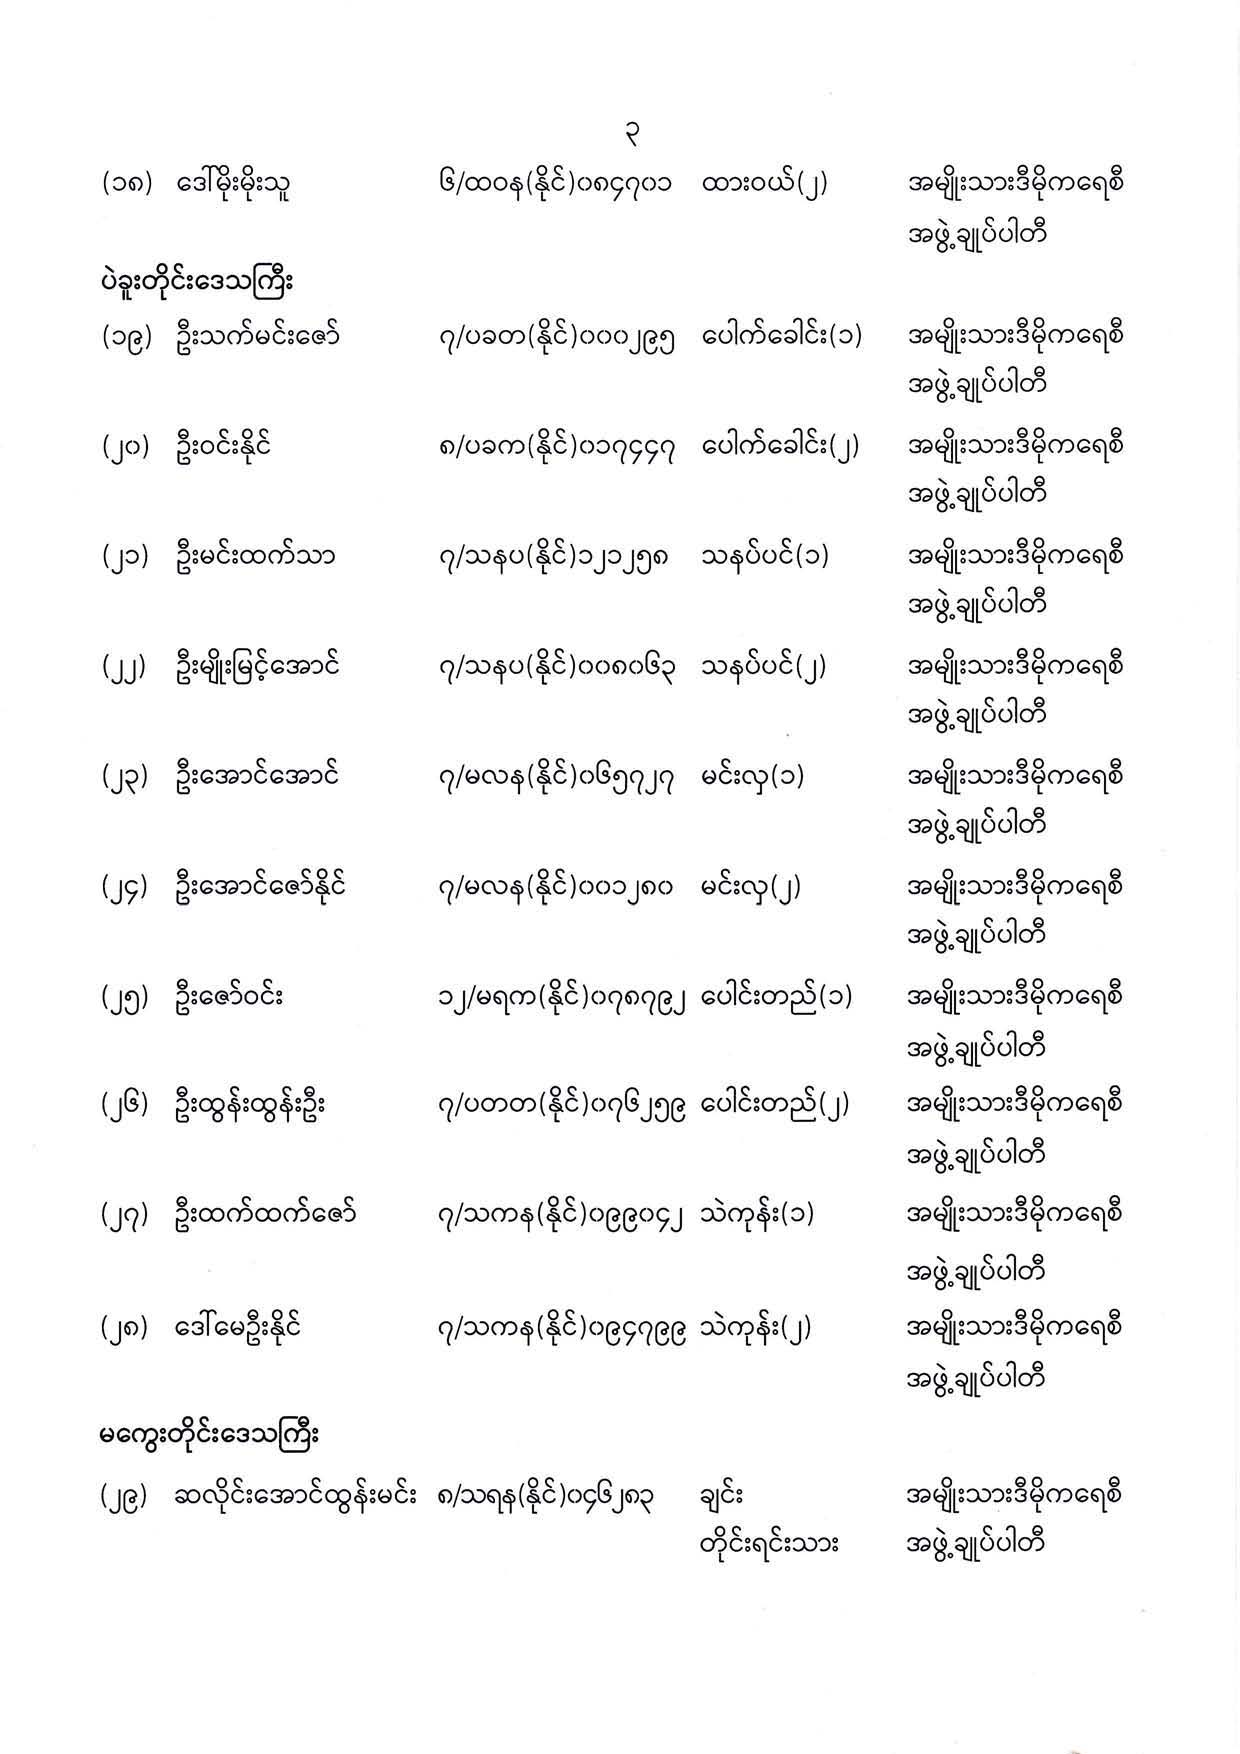 ၃
(၁၈) ဒေါ်မိုးမိုးသူ ၆/ထဝန(နိုင်)၀၈၄၇၀၁ ထားဝယ်(၂) အမျိုးသားဒီမိုကရေစီ
အဖွဲ့ချုပ်ပါတီ
ပဲခူးတိုင်းဒေသကြီး
(၁၉) ဦးသက်မင်းဇော် ၇/ပခတ(နိုင်)၀၀၀၂၉၅ ပေါက်ခေါင်း(၁) အမျိုးသားဒီမိုကရေစီ
အဖွဲ့ချုပ်ပါတီ
(၂၀) ဦးဝင်းနိုင် ၈/ပခက(နိုင်)၀၁၇၄၄၇ ပေါက်ခေါင်း(၂) အမျိုးသားဒီမိုကရေစီ
အဖွဲ့ချုပ်ပါတီ
(၂၁) ဦးမင်းထက်သာ ၇/သနပ(နိုင်)၁၂၁၂၅၈ သနပ်ပင်(၁) အမျိုးသားဒီမိုကရေစီ
အဖွဲ့ချုပ်ပါတီ
(၂၂) ဦးမျိုးမြင့်အောင် ၇/သနပ(နိုင်)၀၀၈၀၆၃ သနပ်ပင်(၂) အမျိုးသားဒီမိုကရေစီ
အဖွဲ့ချုပ်ပါတီ
(၂၃) ဦးအောင်အောင် ၇/မလန(နိုင်)၀၆၅၇၂၇ မင်းလှ(၁) အမျိုးသားဒီမိုကရေစီ
အဖွဲ့ချုပ်ပါတီ
(၂၄) ဦးအောင်ဇော်နိုင် ၇/မလန(နိုင်)၀၀၁၂၈၀ မင်းလှ(၂) အမျိုးသားဒီမိုကရေစီ
အဖွဲ့ချုပ်ပါတီ
(၂၅) ဦးဇော်ဝင်း ၁၂/မရက(နိုင်)၀၇၈၇၉၂ ပေါင်းတည်(၁) အမျိုးသားဒီမိုကရေစီ
အဖွဲ့ချုပ်ပါတီ
(၂၆) ဦးထွန်းထွန်းဦး ၇/ပတတ(နိုင်)၀၇၆၂၅၉ ပေါင်းတည်(၂) အမျိုးသားဒီမိုကရေစီ
အဖွဲ့ချုပ်ပါတီ
(၂၇) ဦးထက်ထက်ဇော် ၇/သကန(နိုင်)၀၉၉၀၄၂ သဲကုန်း(၁) အမျိုးသားဒီမိုကရေစီ
အဖွဲ့ချုပ်ပါတီ
(၂၈) ဒေါ်မေဦးနိုင် ၇/သကန(နိုင်)၀၉၄၇၉၉ သဲကုန်း(၂) အမျိုးသားဒီမိုကရေစီ
အဖွဲ့ချုပ်ပါတီ
မကွေးတိုင်းဒေသကြီး
(၂၉) ဆလိုင်းအောင်ထွန်းမင်း ၈/သရန(နိုင်)၀၄၆၂၈၃ ချင်း အမျိုးသားဒီမိုကရေစီ
တိုင်းရင်းသား အဖွဲ့ချုပ်ပါတီ